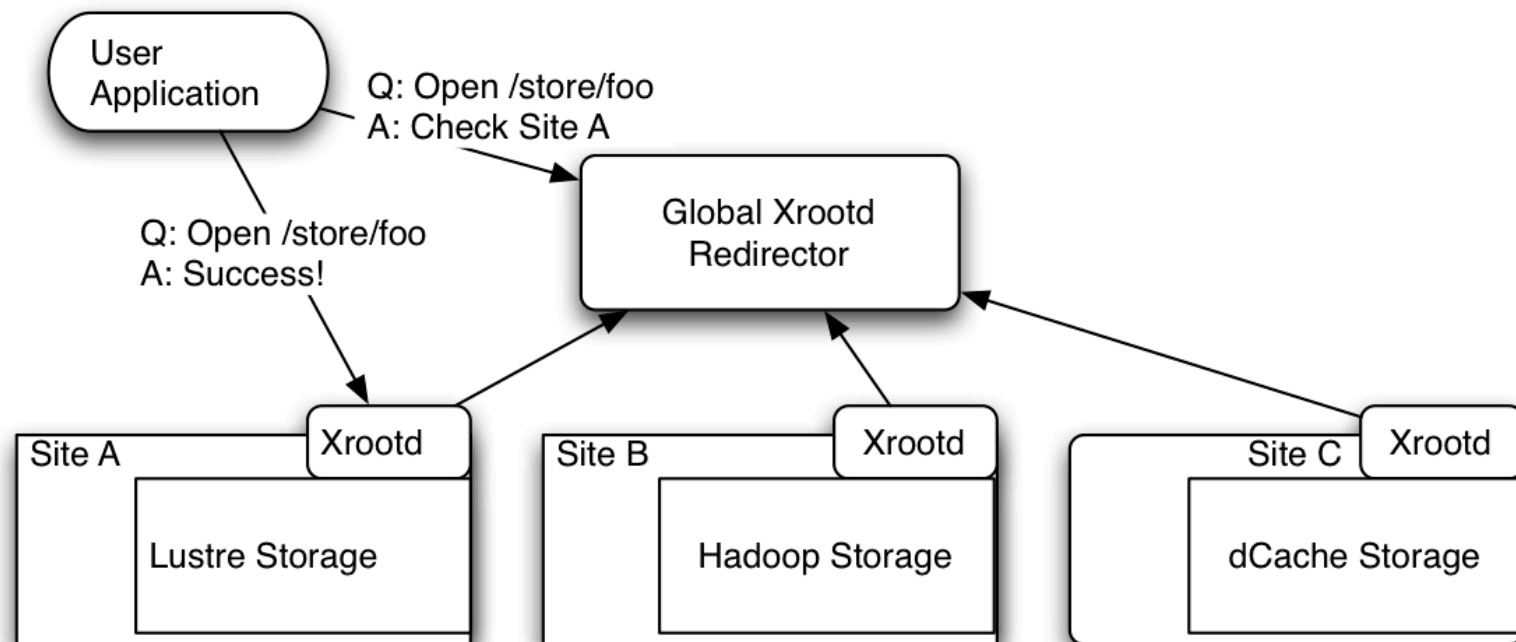 User
Application
Q: Open /store/foo
A: Check Site A
Global Xrootd
Redirector
Q: Open /store/foo
A: Success!
Site A
Xrootd
Lustre Storage
Site B
Xrootd
Hadoop Storage
Site C
Xrootd
dCache Storage